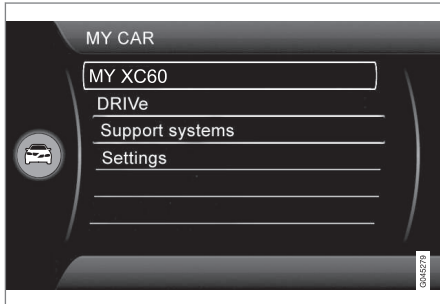 MY CAR
MY XC60
DRIVe
Support systems
Settings
G045279